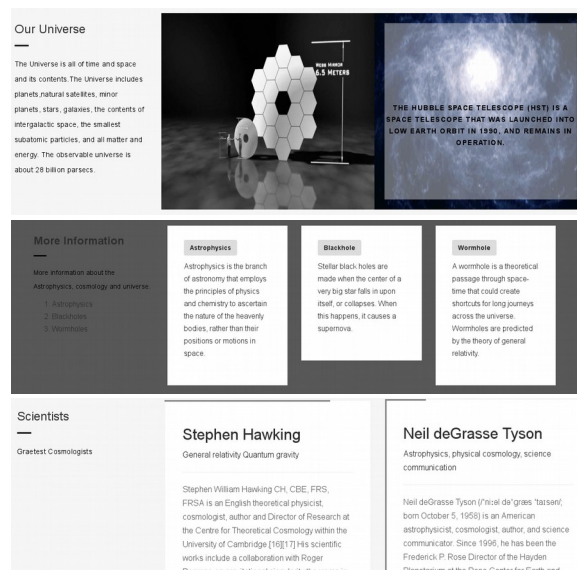 Our Universe
The Universe is all of time and space
and its contents.The Universe includes
planets,natural satellites, minor
planets, stars, galaxies, the contents of
intergalactic space, the smallest
subatomic particles, and all matter and
energy. The observable universe is
about 28 billion parsecs.
WEBB MIRROR
6.5 METERS
THE HUBBLE SPACE TELESCOPE (HST) IS A
SPACE TELESCOPE THAT WAS LAUNCHED INTO
LOW EARTH ORBIT IN 1990, AND REMAINS IN
OPERATION.
More Information
More information about the
Astrophysics, cosmology and universe.
1. Astrophysics
2. Blackholes
3. Wormholes
Astrophysics
Astrophysics is the branch
of astronomy that employs
the principles of physics
and chemistry to ascertain
the nature of the heavenly
bodies, rather than their
positions or motions in
space.
Blackhole
Stellar black holes are
made when the center of a
very big star falls in upon
itself, or collapses. When
this happens, it causes a
supernova.
Wormhole
A wormhole is a theoretical
passage through space-
time that could create
shortcuts for long journeys
across the universe.
Wormholes are predicted
by the theory of general
relativity.
Scientists
Graetest Cosmologists
Stephen Hawking
General relativity Quantum gravity
Stephen William Hawking CH, CBE, FRS,
FRSA is an English theoretical physicist,
cosmologist, author and Director of Research at
the Centre for Theoretical Cosmology within the
University of Cambridge.[16][17] His scientific
works include a collaboration with Roger
Neil deGrasse Tyson
Astrophysics, physical cosmology, science
communication
Neil deGrasse Tyson (/ˈniːəl dəˈɡræs ˈtaɪsən/,
born October 5, 1958) is an American
astrophysicist, cosmologist, author, and science
communicator. Since 1996, he has been the
Frederick P. Rose Director of the Hayden